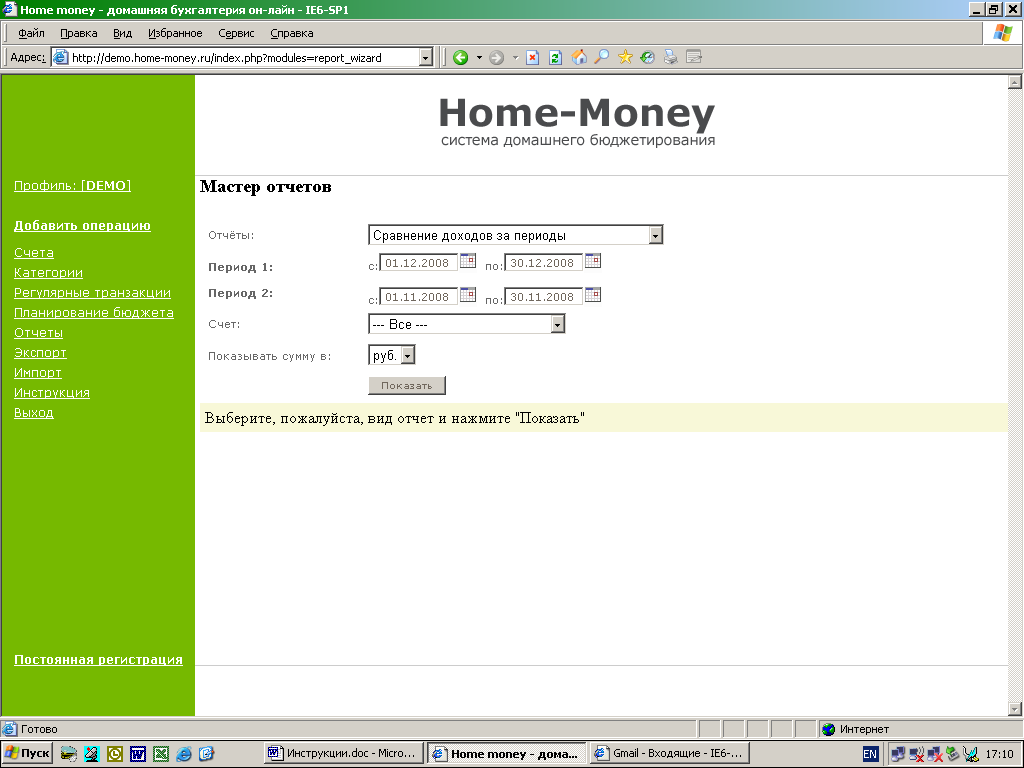 Home money - домашняя бухгалтерия он-лайн - IE6-SP1
Файл Правка Вид Избранное Сервис Справка
Адрес: http://demo.home-money.ru/index.php?modules=report_wizard
Home-Money
система домашнего бюджетирования
Профиль: [DEMO]
Добавить операцию
Счета
Категории
Регулярные транзакции
Планирование бюджета
Отчеты
Экспорт
Импорт
Инструкция
Выход
Постоянная регистрация
Мастер отчетов
Отчёты: Сравнение доходов за периоды
Период 1: с: 01.12.2008 по: 30.12.2008
Период 2: с: 01.11.2008 по: 30.11.2008
Счет: --- Все ---
Показывать сумму в: руб.
Показать
Выберите, пожалуйста, вид отчет и нажмите "Показать"
Готово Интернет
Пуск Инструкции.doc - Micro... Home money - дома... Gmail - Входящие - IE6-... EN 17:10